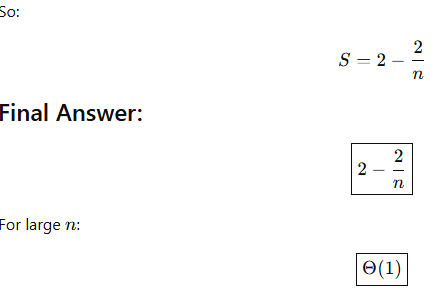 So:
S = 2 − 2/n
Final Answer:
2 − 2/n
For large n:
Θ(1)